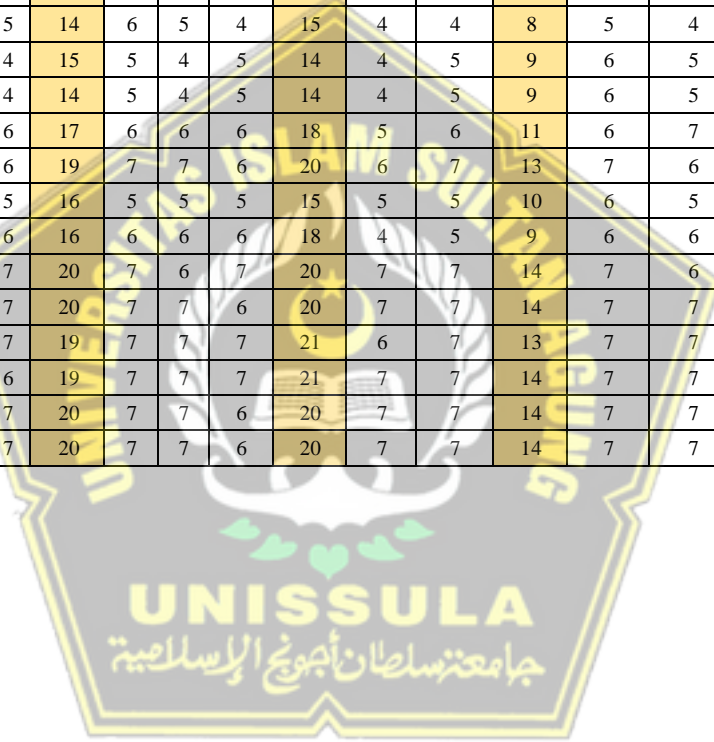 5 14 6 5 4 15 4 4 8 5 4
4 15 5 4 5 14 4 5 9 6 5
4 14 5 4 5 14 4 5 9 6 5
6 17 6 6 6 18 5 6 11 6 7
6 19 7 7 6 20 6 7 13 7 6
5 16 5 5 5 15 5 5 10 6 5
6 16 6 6 6 18 4 5 9 6 6
7 20 7 6 7 20 7 7 14 7 6
7 20 7 7 6 20 7 7 14 7 7
7 19 7 7 7 21 6 7 13 7 7
6 19 7 7 7 21 7 7 14 7 7
7 20 7 7 6 20 7 7 14 7 7
7 20 7 7 6 20 7 7 14 7 7
UNIVERSITAS ISLAM SULTAN AGUNG
UNISSULA
جامعتنسلطان أجونج الإسلامية